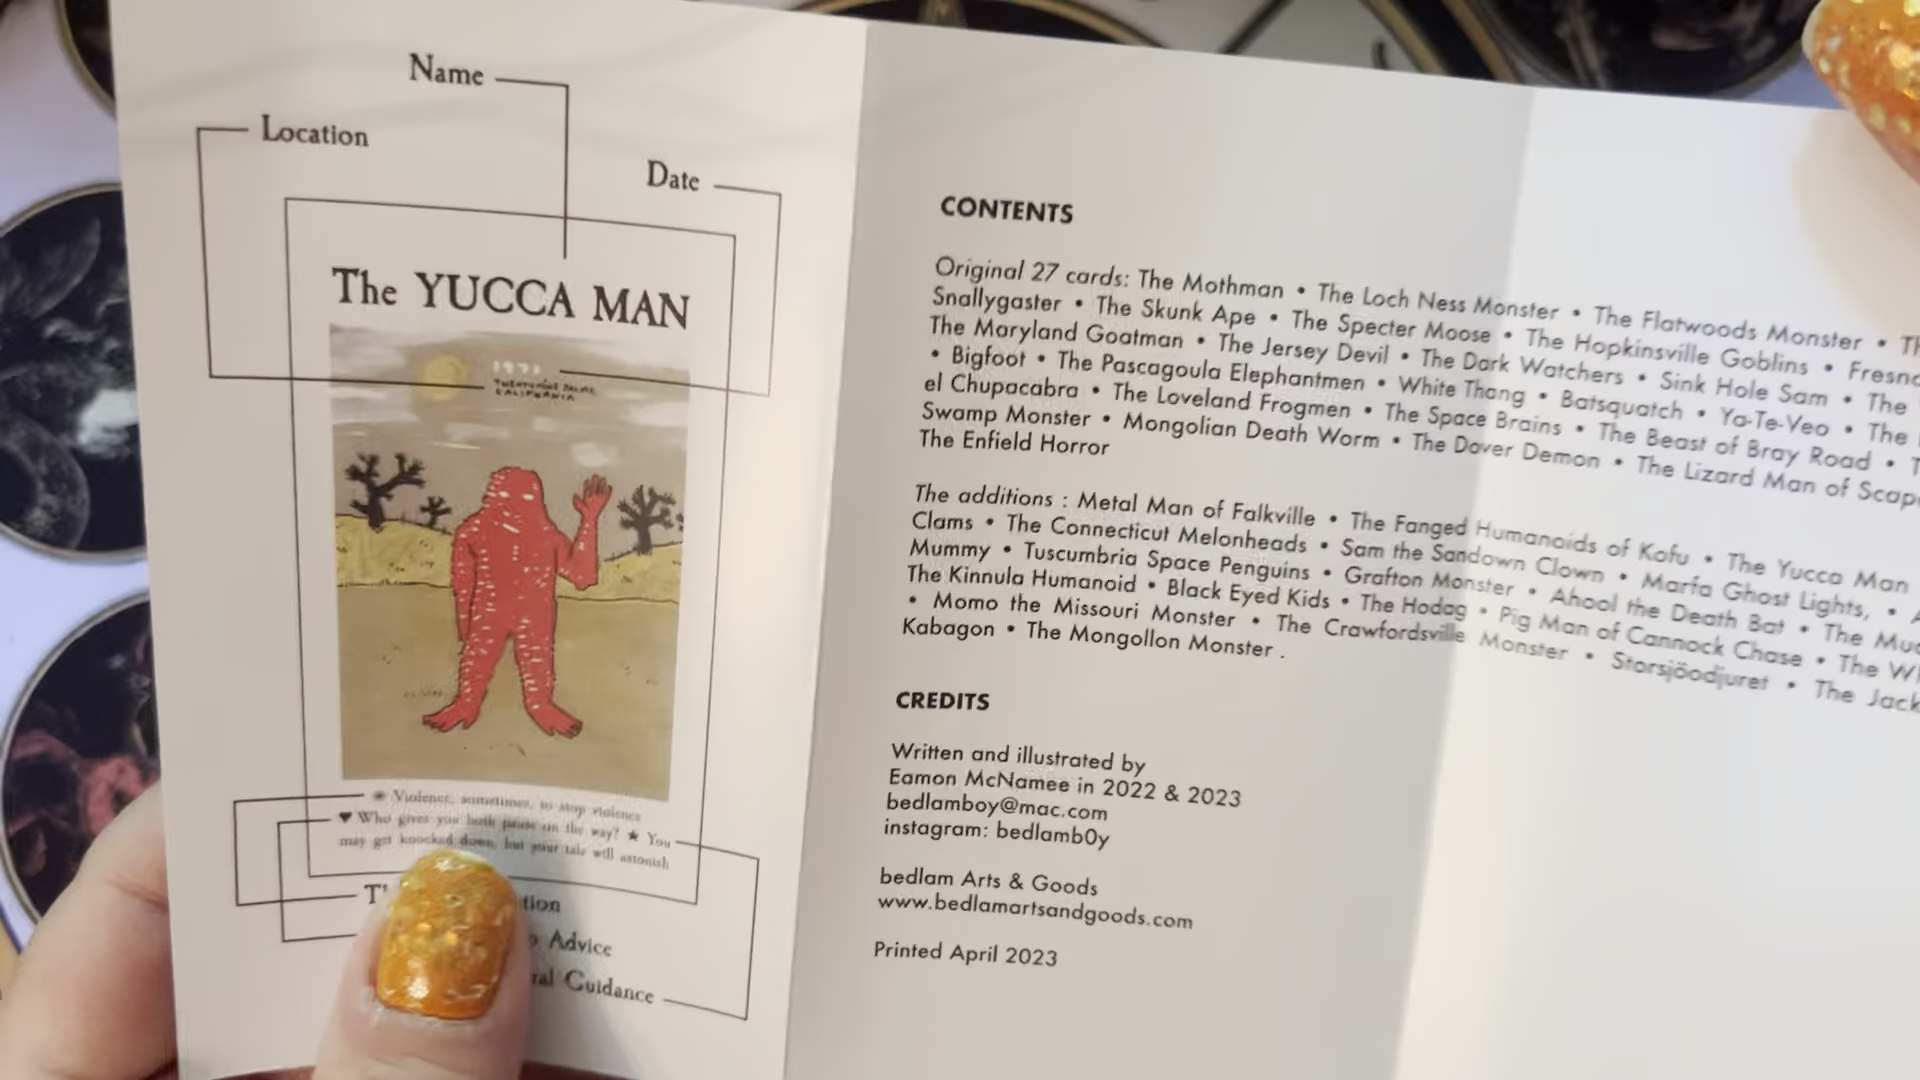 Name
Location
Date
The YUCCA MAN
1971
TWENTYNINE PALMS
CALIFORNIA
☀ Violence, sometimes, to stop violence
♥ Who gives you both pause on the way? ★ You
may get knocked down, but your tale will astonish
Advice
Guidance
CONTENTS
Original 27 cards: The Mothman • The Loch Ness Monster • The Flatwoods Monster •
Snallygaster • The Skunk Ape • The Specter Moose • The Hopkinsville Goblins • Fresno
The Maryland Goatman • The Jersey Devil • The Dark Watchers • Sink Hole Sam • The
• Bigfoot • The Pascagoula Elephantmen • White Thang • Batsquatch • Ya-Te-Veo • The
el Chupacabra • The Loveland Frogmen • The Space Brains • The Beast of Bray Road •
Swamp Monster • Mongolian Death Worm • The Dover Demon • The Lizard Man of Scap
The Enfield Horror
The additions : Metal Man of Falkville • The Fanged Humanoids of Kofu • The Yucca Man
Clams • The Connecticut Melonheads • Sam the Sandown Clown • Marfa Ghost Lights, •
Mummy • Tuscumbria Space Penguins • Grafton Monster • Ahool the Death Bat • The
The Kinnula Humanoid • Black Eyed Kids • The Hodag • Pig Man of Cannock Chase • The
• Momo the Missouri Monster • The Crawfordsville Monster • Storsjöodjuret • The Jack
Kabagon • The Mongollon Monster .
CREDITS
Written and illustrated by
Eamon McNamee in 2022 & 2023
bedlamboy@mac.com
instagram: bedlamb0y
bedlam Arts & Goods
www.bedlamartsandgoods.com
Printed April 2023